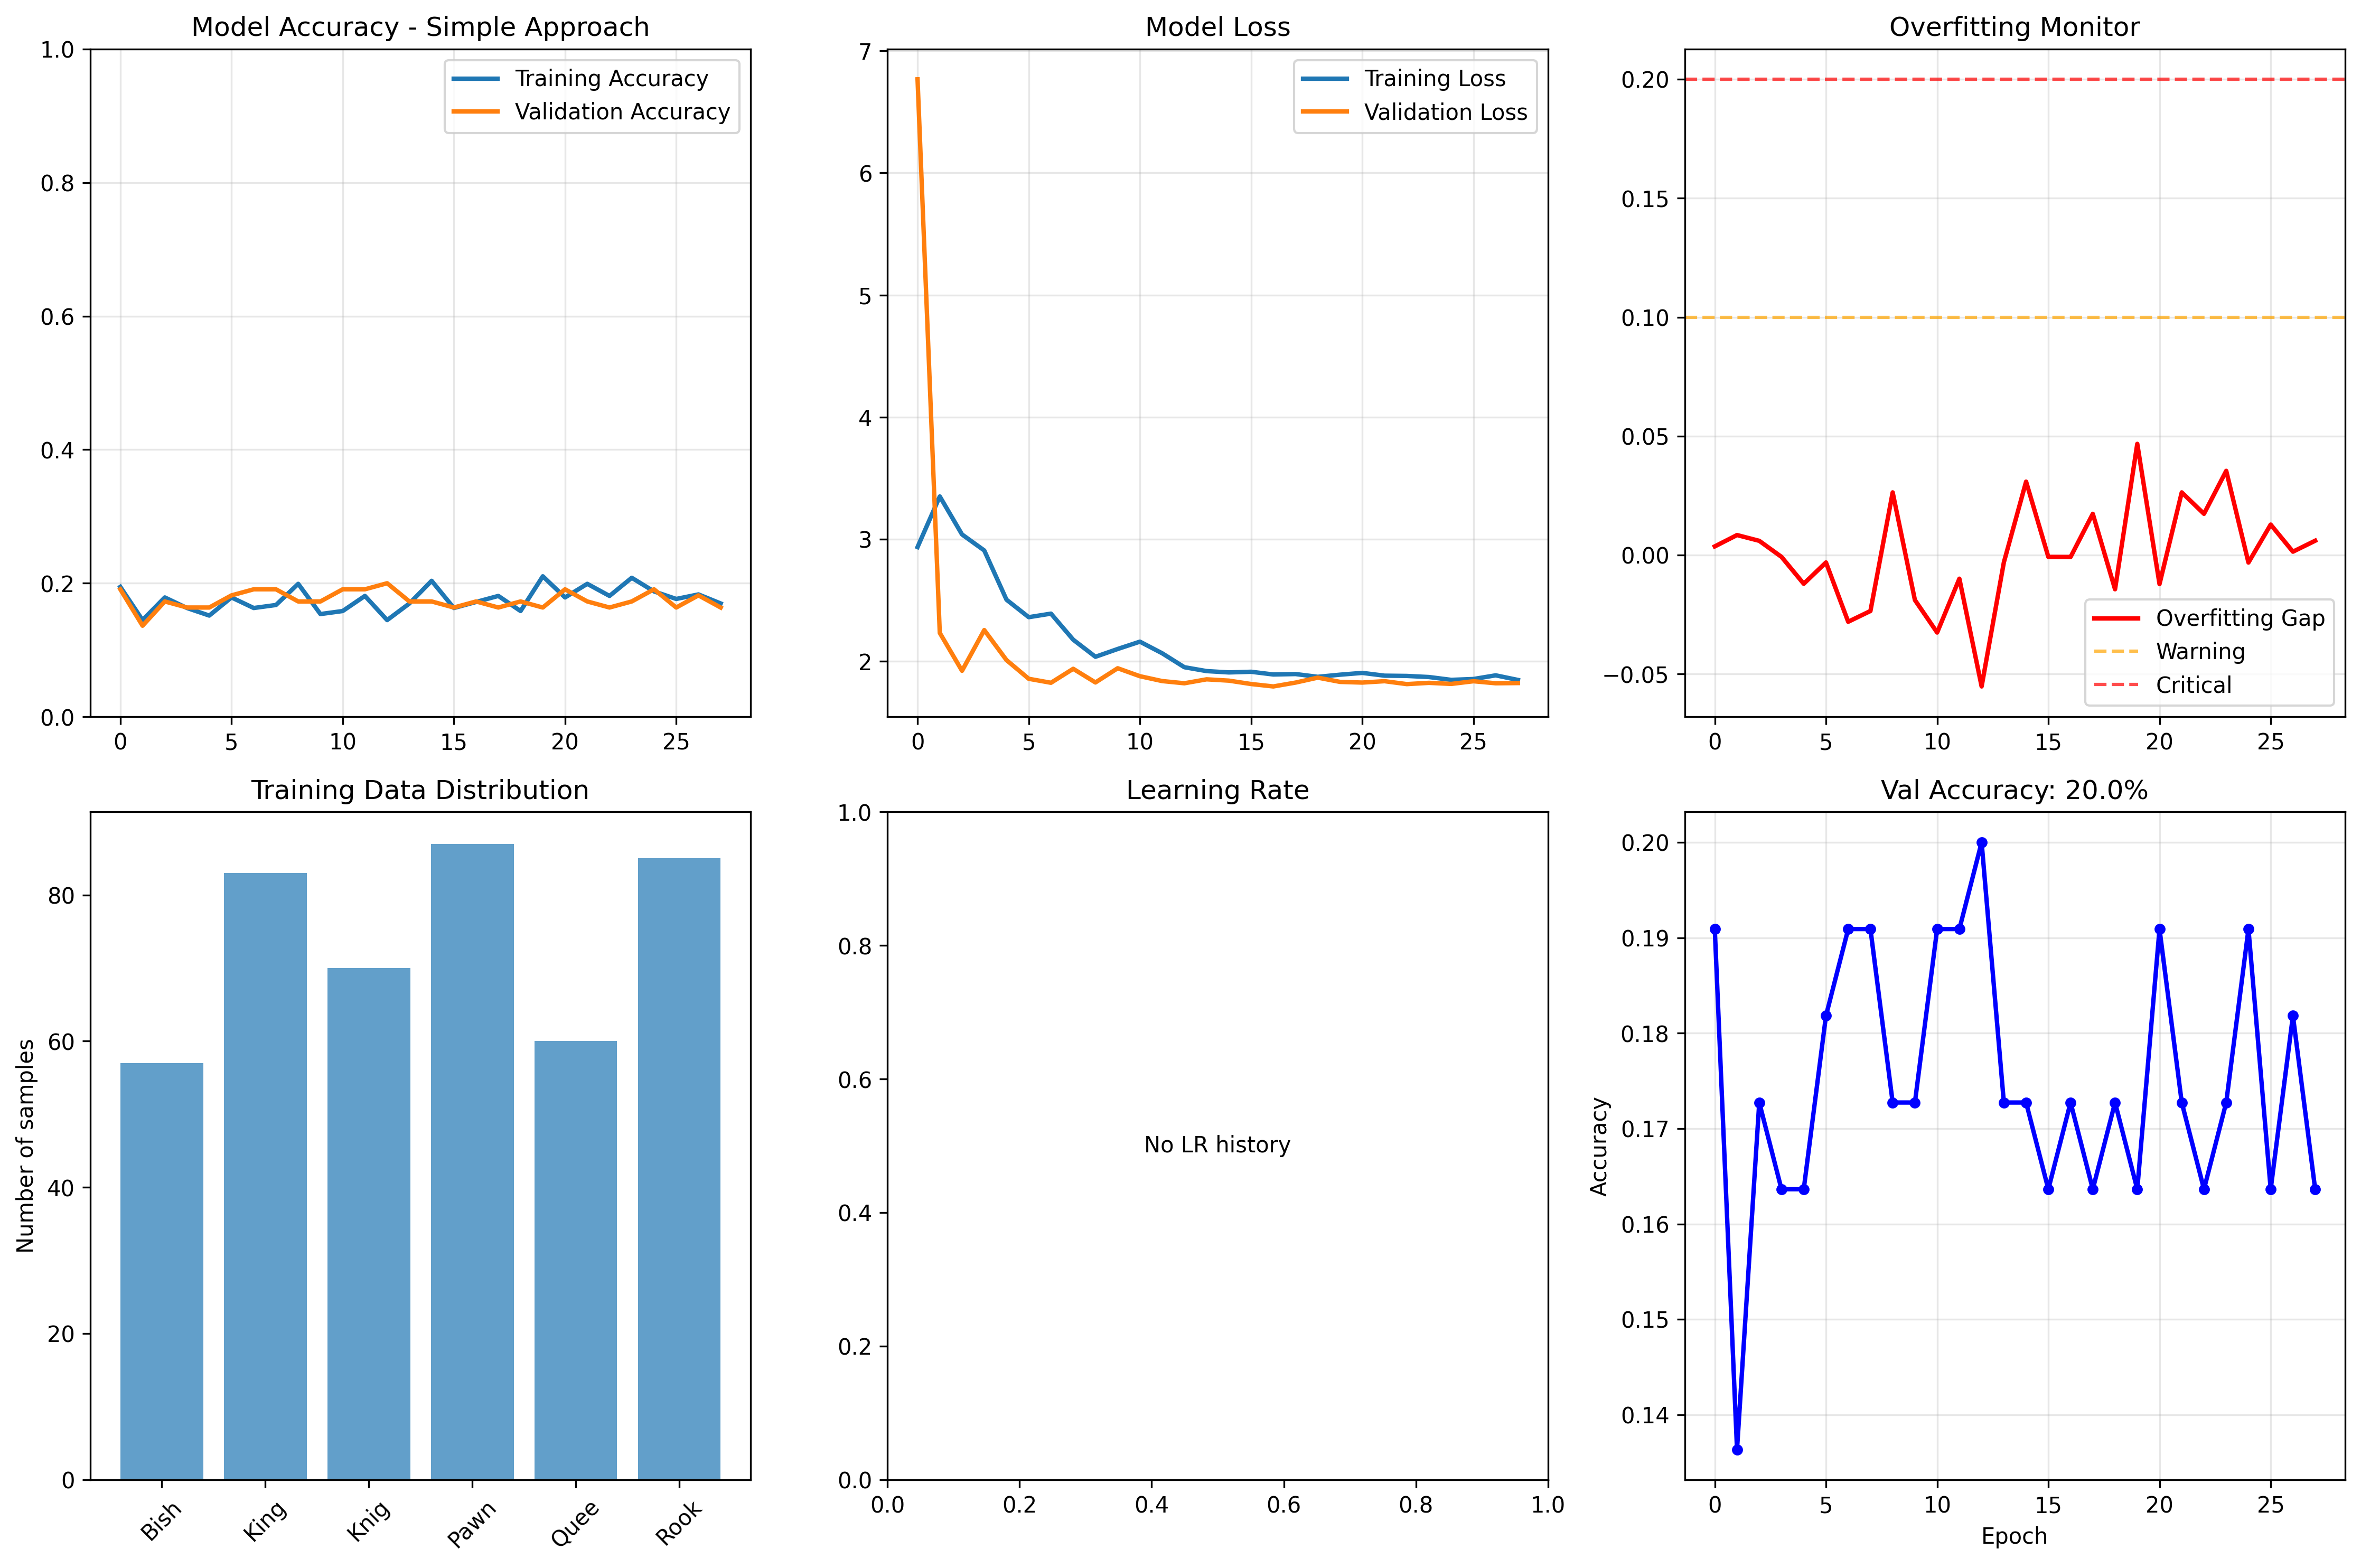 Model Accuracy - Simple Approach
1.0
0.8
0.6
0.4
0.2
0.0
0 5 10 15 20 25
Training Accuracy
Validation Accuracy
Model Loss
7
6
5
4
3
2
0 5 10 15 20 25
Training Loss
Validation Loss
Overfitting Monitor
0.20
0.15
0.10
0.05
0.00
−0.05
0 5 10 15 20 25
Overfitting Gap
Warning
Critical
Training Data Distribution
Number of samples
80
60
40
20
0
Bish King Knig Pawn Quee Rook
Learning Rate
1.0
0.8
0.6
0.4
0.2
0.0
No LR history
0.0 0.2 0.4 0.6 0.8 1.0
Val Accuracy: 20.0%
Accuracy
0.20
0.19
0.18
0.17
0.16
0.15
0.14
0 5 10 15 20 25
Epoch